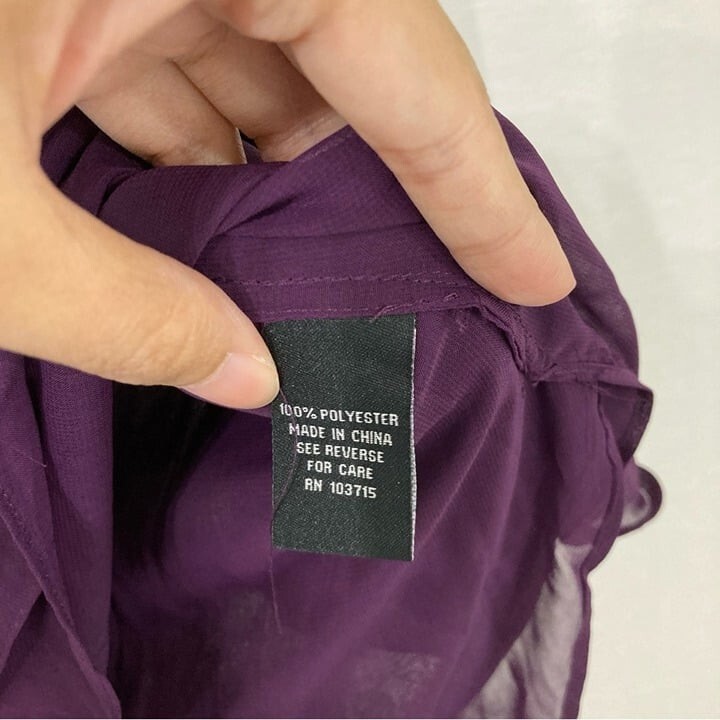 100% POLYESTER
MADE IN CHINA
SEE REVERSE
FOR CARE
RN 103715